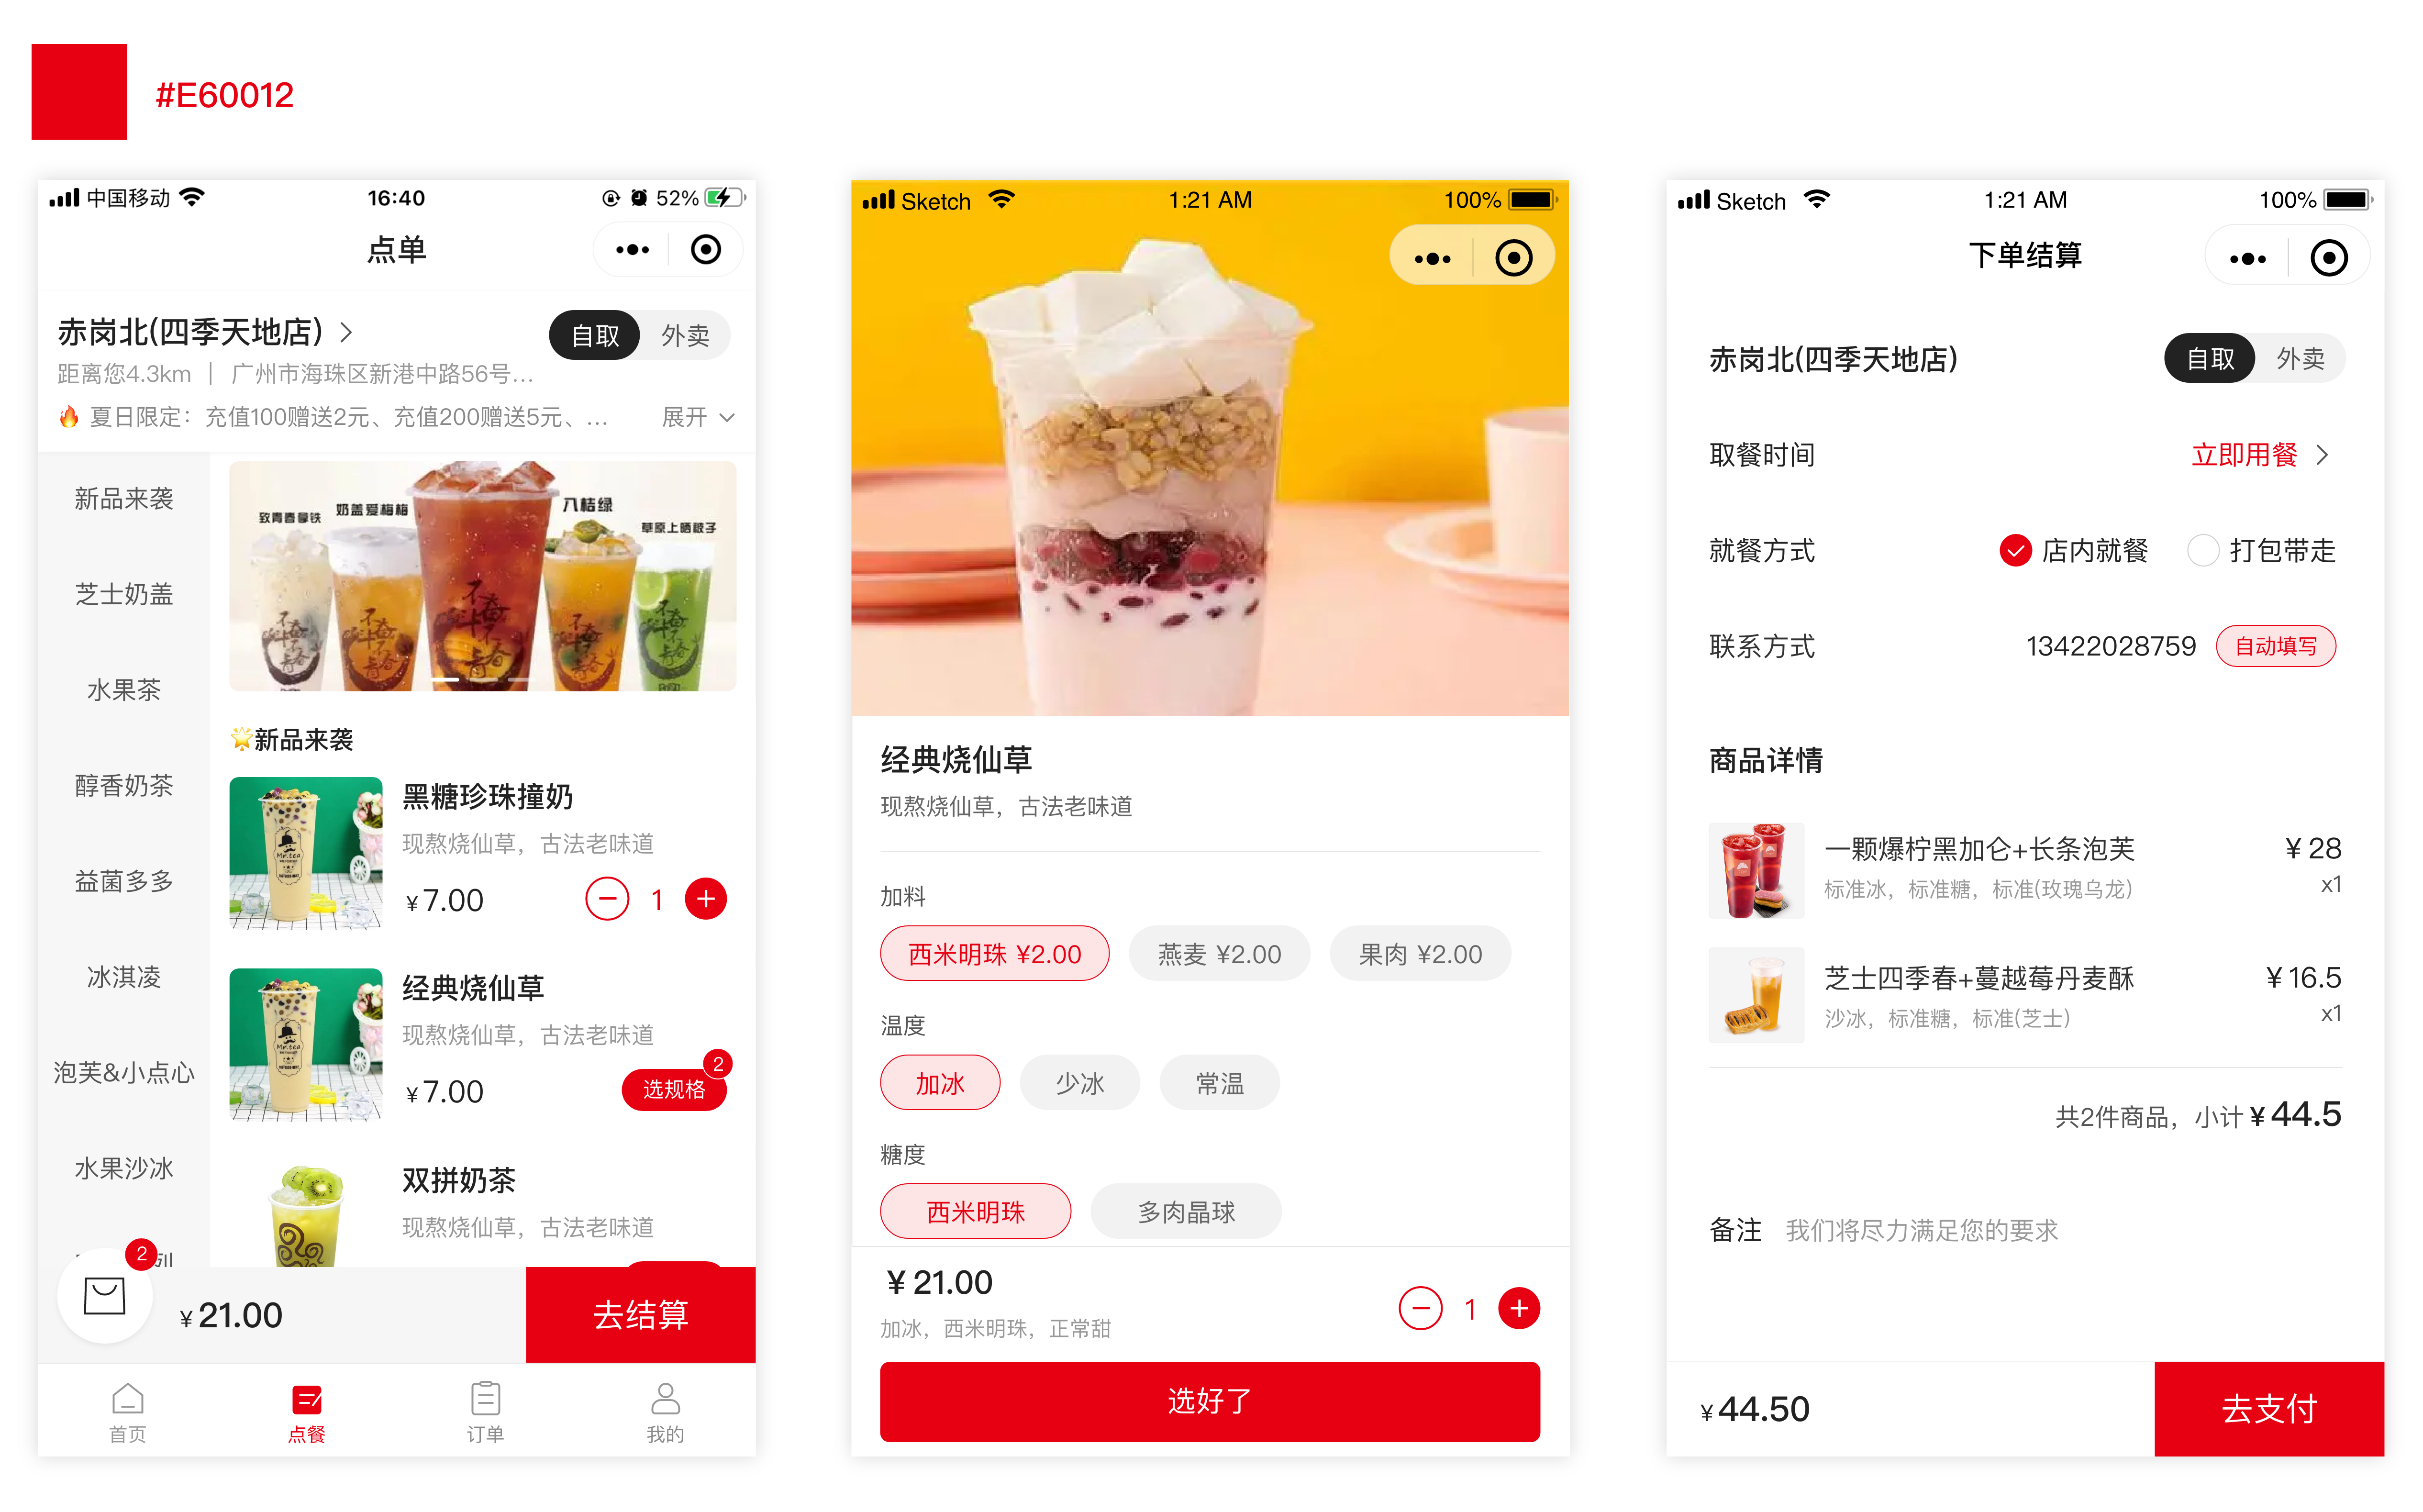 #E60012
中国移动
16:40
52%
点单
赤岗北(四季天地店)
自取
外卖
距离您4.3km | 广州市海珠区新港中路56号...
夏日限定：充值100赠送2元、充值200赠送5元、...
展开
新品来袭
芝士奶盖
水果茶
醇香奶茶
益菌多多
冰淇凌
泡芙&小点心
水果沙冰
列
致青春拿铁
奶盖爱梅梅
八桔绿
草原上晒被子
新品来袭
黑糖珍珠撞奶
现熬烧仙草，古法老味道
¥7.00
1
经典烧仙草
现熬烧仙草，古法老味道
¥7.00
选规格
2
双拼奶茶
现熬烧仙草，古法老味道
2
¥21.00
去结算
首页
点餐
订单
我的
Sketch
1:21 AM
100%
经典烧仙草
现熬烧仙草，古法老味道
加料
西米明珠 ¥2.00
燕麦 ¥2.00
果肉 ¥2.00
温度
加冰
少冰
常温
糖度
西米明珠
多肉晶球
¥21.00
加冰，西米明珠，正常甜
1
选好了
Sketch
1:21 AM
100%
下单结算
赤岗北(四季天地店)
自取
外卖
取餐时间
立即用餐
就餐方式
店内就餐
打包带走
联系方式
13422028759
自动填写
商品详情
一颗爆柠黑加仑+长条泡芙
¥28
标准冰，标准糖，标准(玫瑰乌龙)
x1
芝士四季春+蔓越莓丹麦酥
¥16.5
沙冰，标准糖，标准(芝士)
x1
共2件商品，小计¥44.5
备注
我们将尽力满足您的要求
¥44.50
去支付